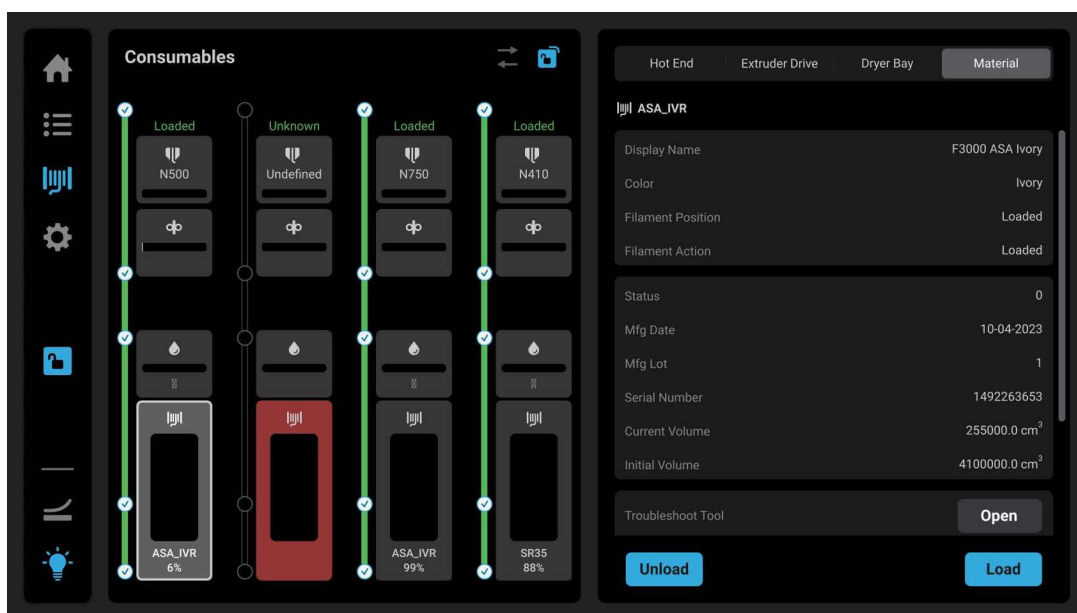 Consumables
Loaded Unknown Loaded Loaded
N500 Undefined N750 N410
ASA_IVR ASA_IVR SR35
6% 99% 88%
Hot End Extruder Drive Dryer Bay Material
ASA_IVR
Display Name F3000 ASA Ivory
Color Ivory
Filament Position Loaded
Filament Action Loaded
Status 0
Mfg Date 10-04-2023
Mfg Lot 1
Serial Number 1492263653
Current Volume 255000.0 cm³
Initial Volume 4100000.0 cm³
Troubleshoot Tool Open
Unload Load